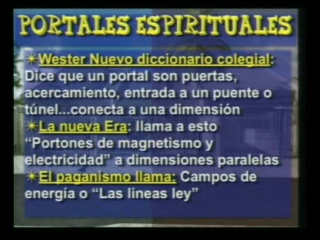 PORTALES ESPIRITUALES
✶Wester Nuevo diccionario colegial:
Dice que un portal son puertas,
acercamiento, entrada a un puente o
túnel...conecta a una dimensión
✶La nueva Era: llama a esto
“Portones de magnetismo y
electricidad” a dimensiones paralelas
✶El paganismo llama: Campos de
energía o “Las lineas ley”